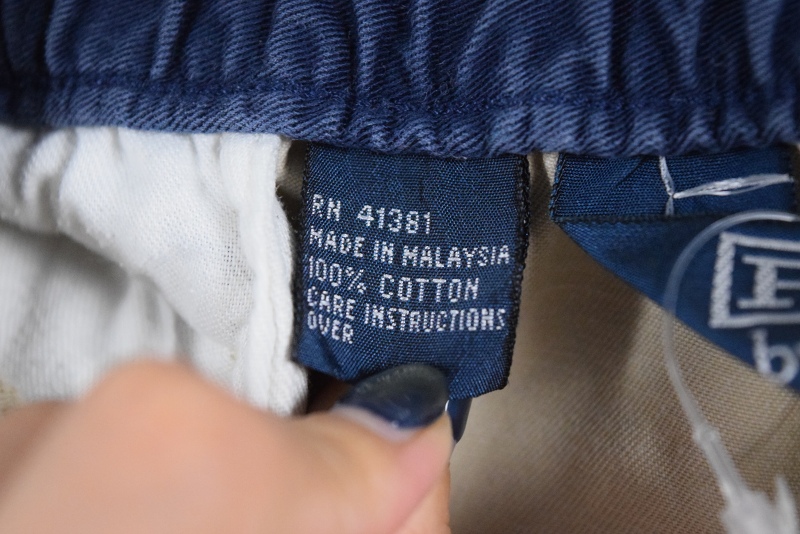 RN 41381
MADE IN MALAYSIA
100% COTTON
CARE INSTRUCTIONS
OVER